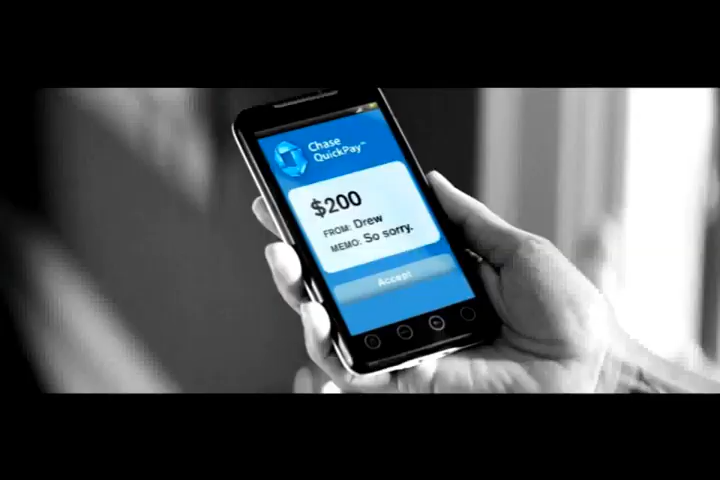 Chase
QuickPay™
$200
FROM: Drew
MEMO: So sorry.
Accept